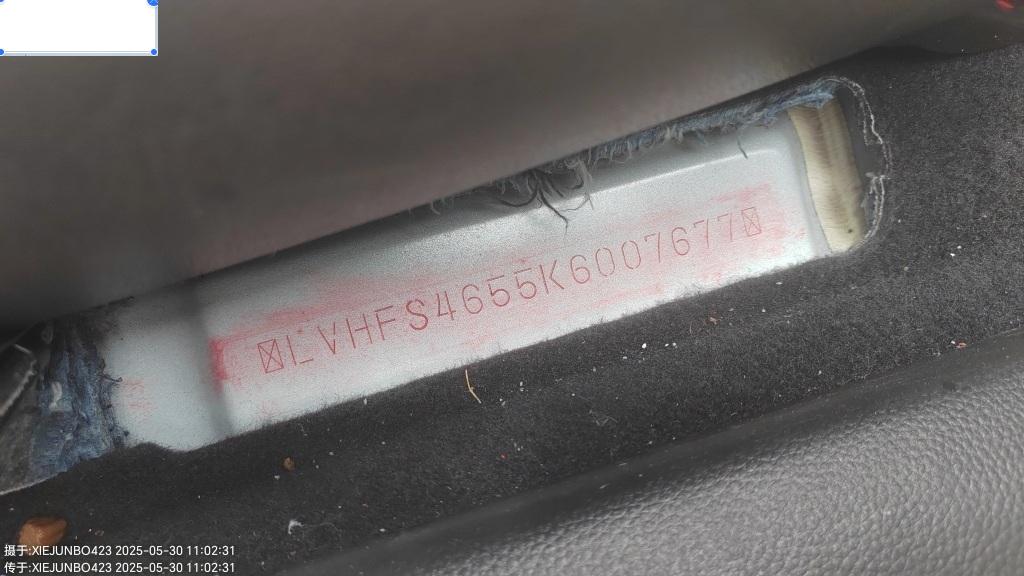 LVHFS4655K6007677
摄于:XIEJUNBO423 2025-05-30 11:02:31
传于:XIEJUNBO423 2025-05-30 11:02:31